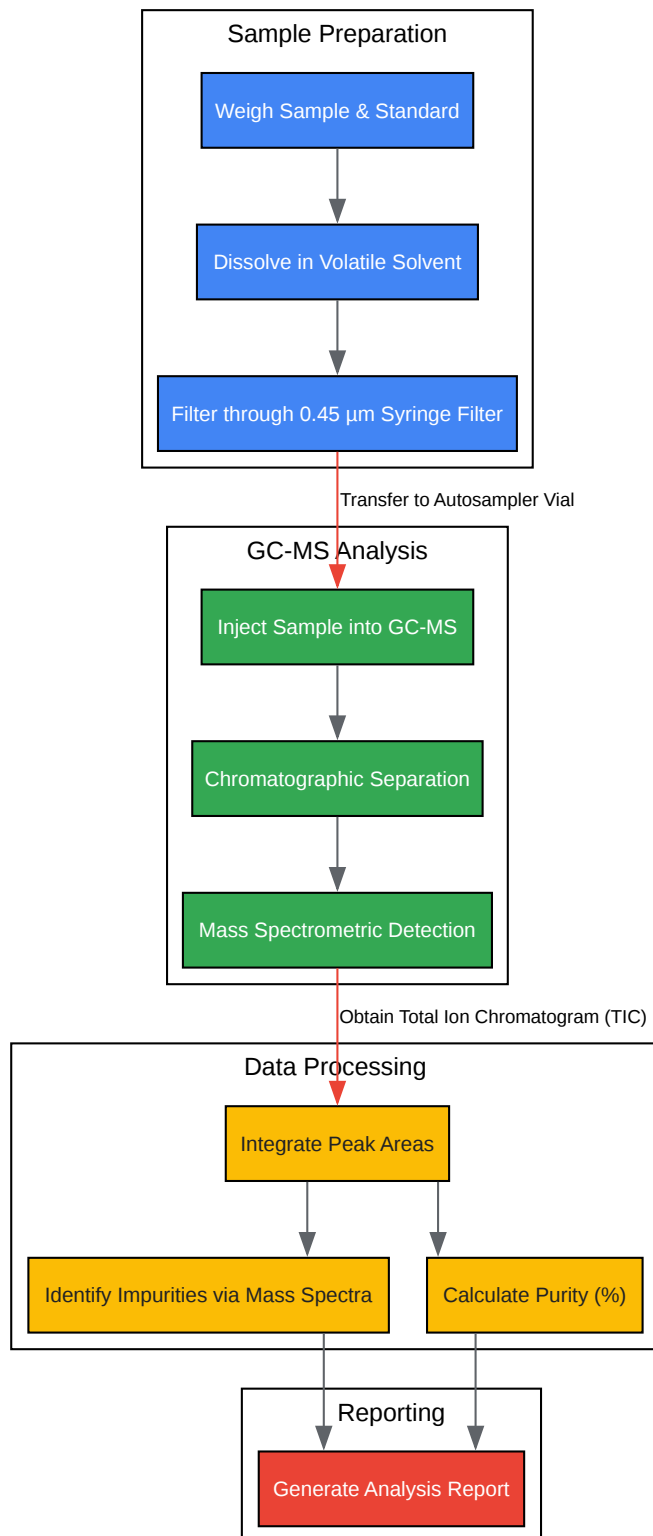 Sample Preparation
Weigh Sample & Standard
Dissolve in Volatile Solvent
Filter through 0.45 µm Syringe Filter
Transfer to Autosampler Vial
GC-MS Analysis
Inject Sample into GC-MS
Chromatographic Separation
Mass Spectrometric Detection
Obtain Total Ion Chromatogram (TIC)
Data Processing
Integrate Peak Areas
Identify Impurities via Mass Spectra
Calculate Purity (%)
Reporting
Generate Analysis Report